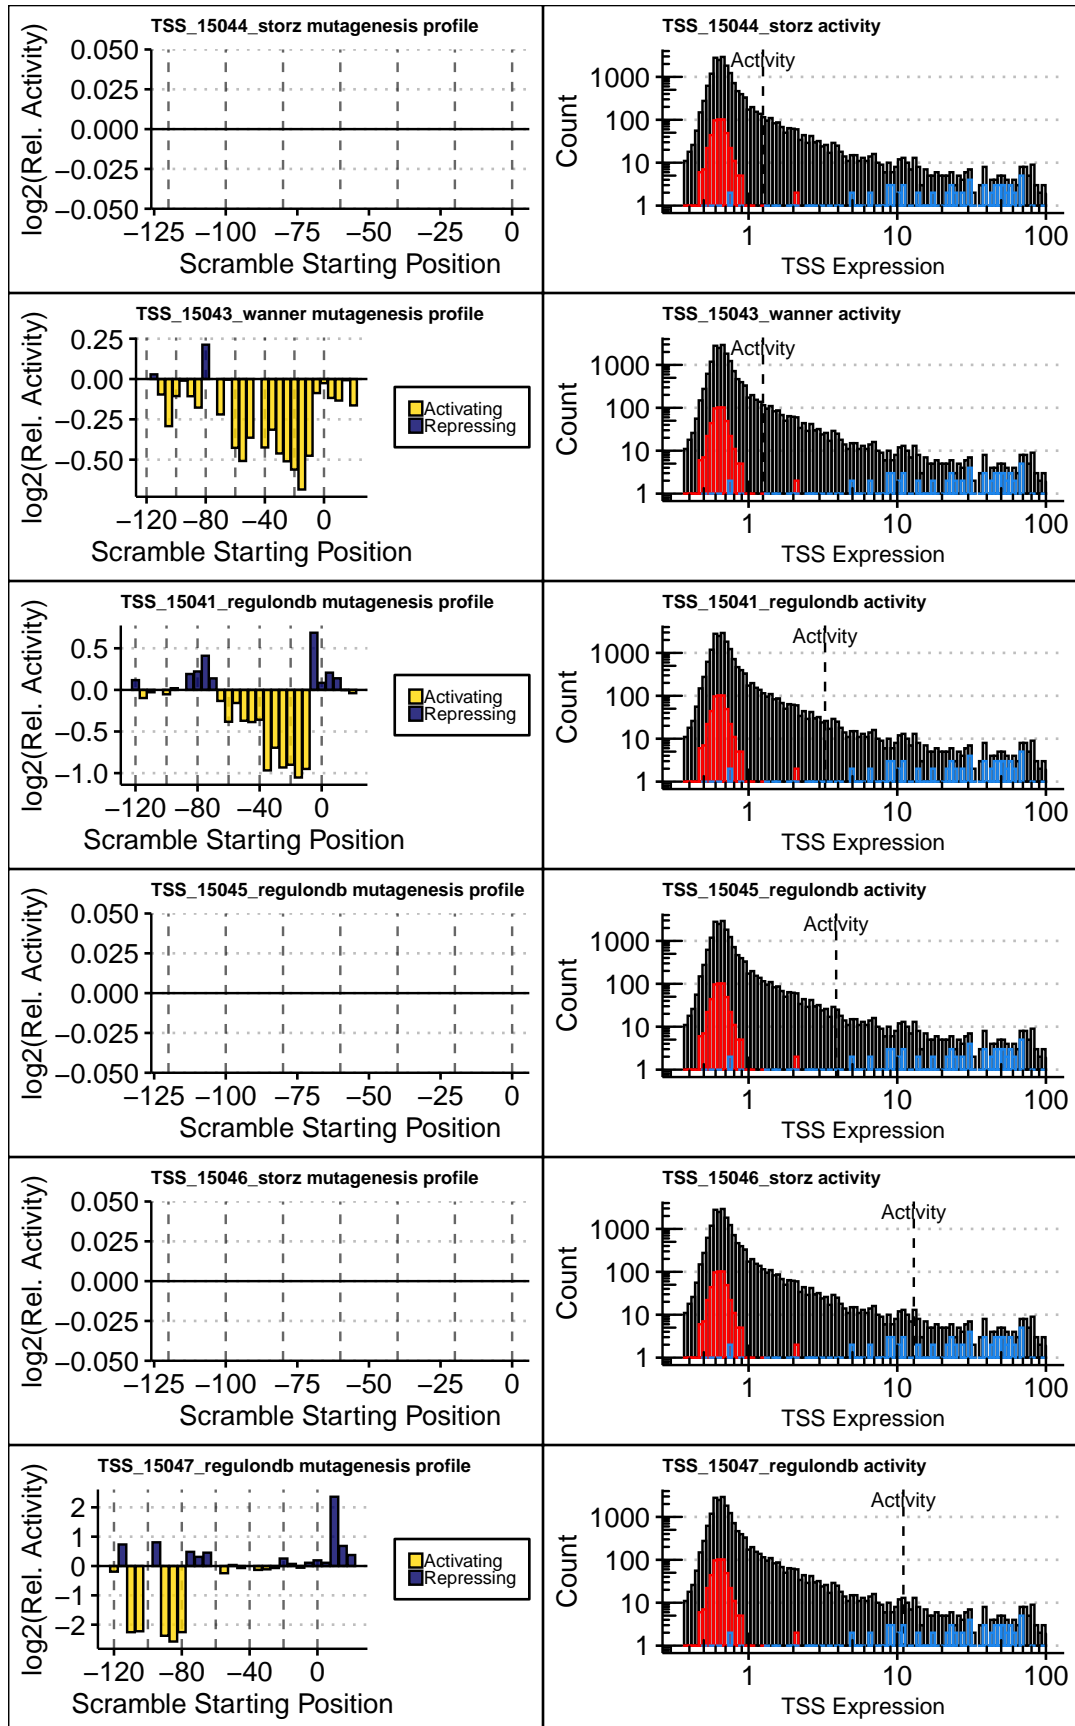 TSS_15044_storz mutagenesis profile
log2(Rel. Activity)
0.050
0.025
0.000
−0.025
−0.050
−125 −100 −75 −50 −25 0
Scramble Starting Position
TSS_15044_storz activity
Activity
Count
1000
100
10
1
1 10 100
TSS Expression
TSS_15043_wanner mutagenesis profile
log2(Rel. Activity)
0.25
0.00
−0.25
−0.50
−120 −80 −40 0
Scramble Starting Position
Activating
Repressing
TSS_15043_wanner activity
Activity
Count
1000
100
10
1
1 10 100
TSS Expression
TSS_15041_regulondb mutagenesis profile
log2(Rel. Activity)
0.5
0.0
−0.5
−1.0
−120 −80 −40 0
Scramble Starting Position
Activating
Repressing
TSS_15041_regulondb activity
Activity
Count
1000
100
10
1
1 10 100
TSS Expression
TSS_15045_regulondb mutagenesis profile
log2(Rel. Activity)
0.050
0.025
0.000
−0.025
−0.050
−125 −100 −75 −50 −25 0
Scramble Starting Position
TSS_15045_regulondb activity
Activity
Count
1000
100
10
1
1 10 100
TSS Expression
TSS_15046_storz mutagenesis profile
log2(Rel. Activity)
0.050
0.025
0.000
−0.025
−0.050
−125 −100 −75 −50 −25 0
Scramble Starting Position
TSS_15046_storz activity
Activity
Count
1000
100
10
1
1 10 100
TSS Expression
TSS_15047_regulondb mutagenesis profile
log2(Rel. Activity)
2
1
0
−1
−2
−120 −80 −40 0
Scramble Starting Position
Activating
Repressing
TSS_15047_regulondb activity
Activity
Count
1000
100
10
1
1 10 100
TSS Expression